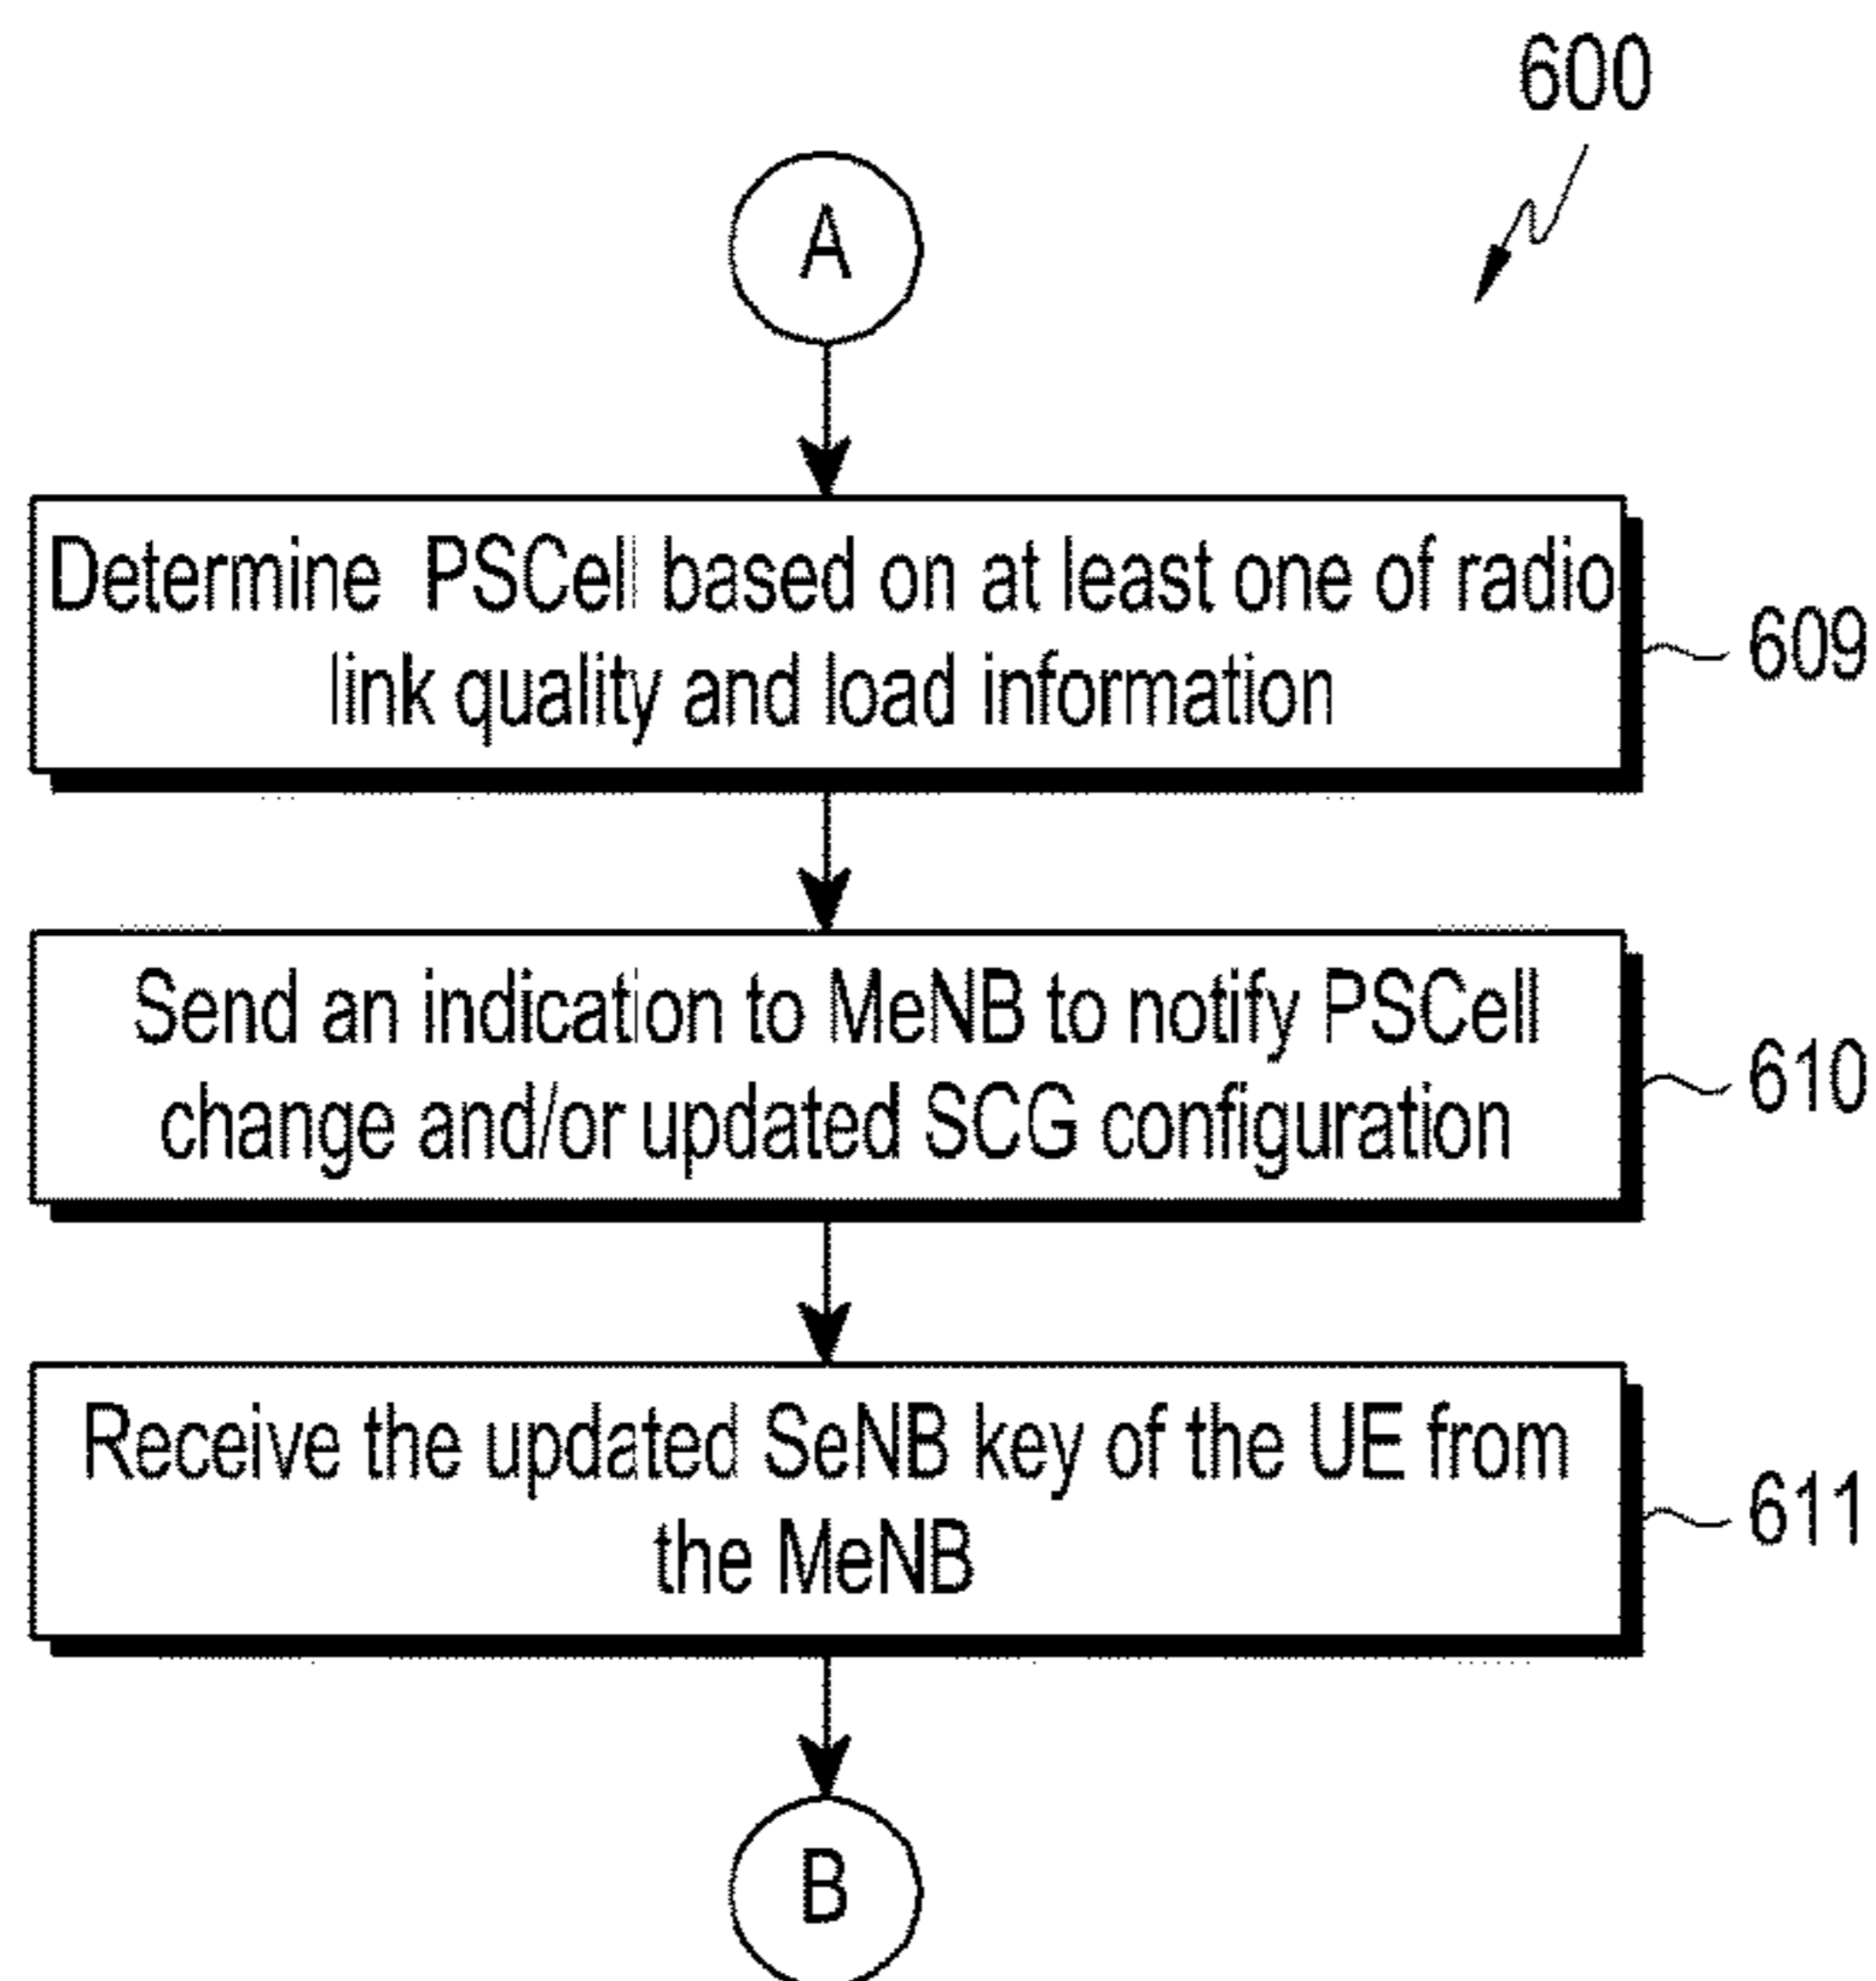 600
A
Determine PSCell based on at least one of radio
link quality and load information
609
Send an indication to MeNB to notify PSCell
change and/or updated SCG configuration
610
Receive the updated SeNB key of the UE from
the MeNB
611
B